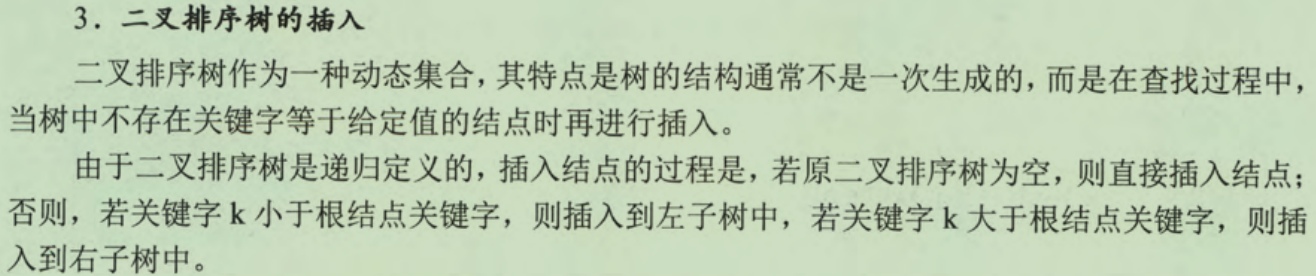 3．二叉排序树的插入
二叉排序树作为一种动态集合，其特点是树的结构通常不是一次生成的，而是在查找过程中，
当树中不存在关键字等于给定值的结点时再进行插入。
由于二叉排序树是递归定义的，插入结点的过程是，若原二叉排序树为空，则直接插入结点；
否则，若关键字 k 小于根结点关键字，则插入到左子树中，若关键字 k 大于根结点关键字，则插
入到右子树中。